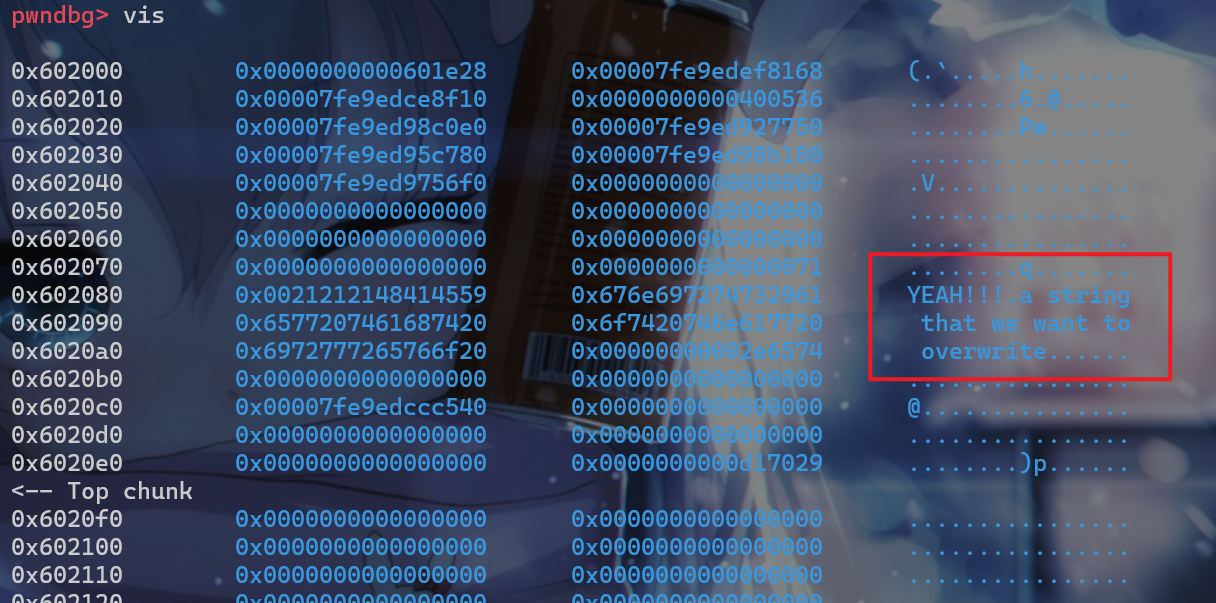 pwndbg> vis
0x602000 0x0000000000601e28 0x00007fe9edef8168 (.`.....h.......
0x602010 0x00007fe9edce8f10 0x0000000000400536 ........6.@.....
0x602020 0x00007fe9ed98c0e0 0x00007fe9ed927750 ........Pw......
0x602030 0x00007fe9ed95c780 0x00007fe9ed98b180 ................
0x602040 0x00007fe9ed9756f0 0x0000000000000000 .V..............
0x602050 0x0000000000000000 0x0000000000000000 ................
0x602060 0x0000000000000000 0x0000000000000000 ................
0x602070 0x0000000000000000 0x0000000000000071 ........q.......
0x602080 0x0021212148414559 0x676e697274732061 YEAH!!!.a string
0x602090 0x6577207461687420 0x6f7420746e617720 that we want to
0x6020a0 0x6972777265766f20 0x00000000002e6574 overwrite.......
0x6020b0 0x0000000000000000 0x0000000000000000 ................
0x6020c0 0x00007fe9edccc540 0x0000000000000000 @...............
0x6020d0 0x0000000000000000 0x0000000000000000 ................
0x6020e0 0x0000000000000000 0x0000000000d17029 ........)p......
<-- Top chunk
0x6020f0 0x0000000000000000 0x0000000000000000 ................
0x602100 0x0000000000000000 0x0000000000000000 ................
0x602110 0x0000000000000000 0x0000000000000000 ................
0x602120 0x0000000000000000 0x0000000000000000 ................